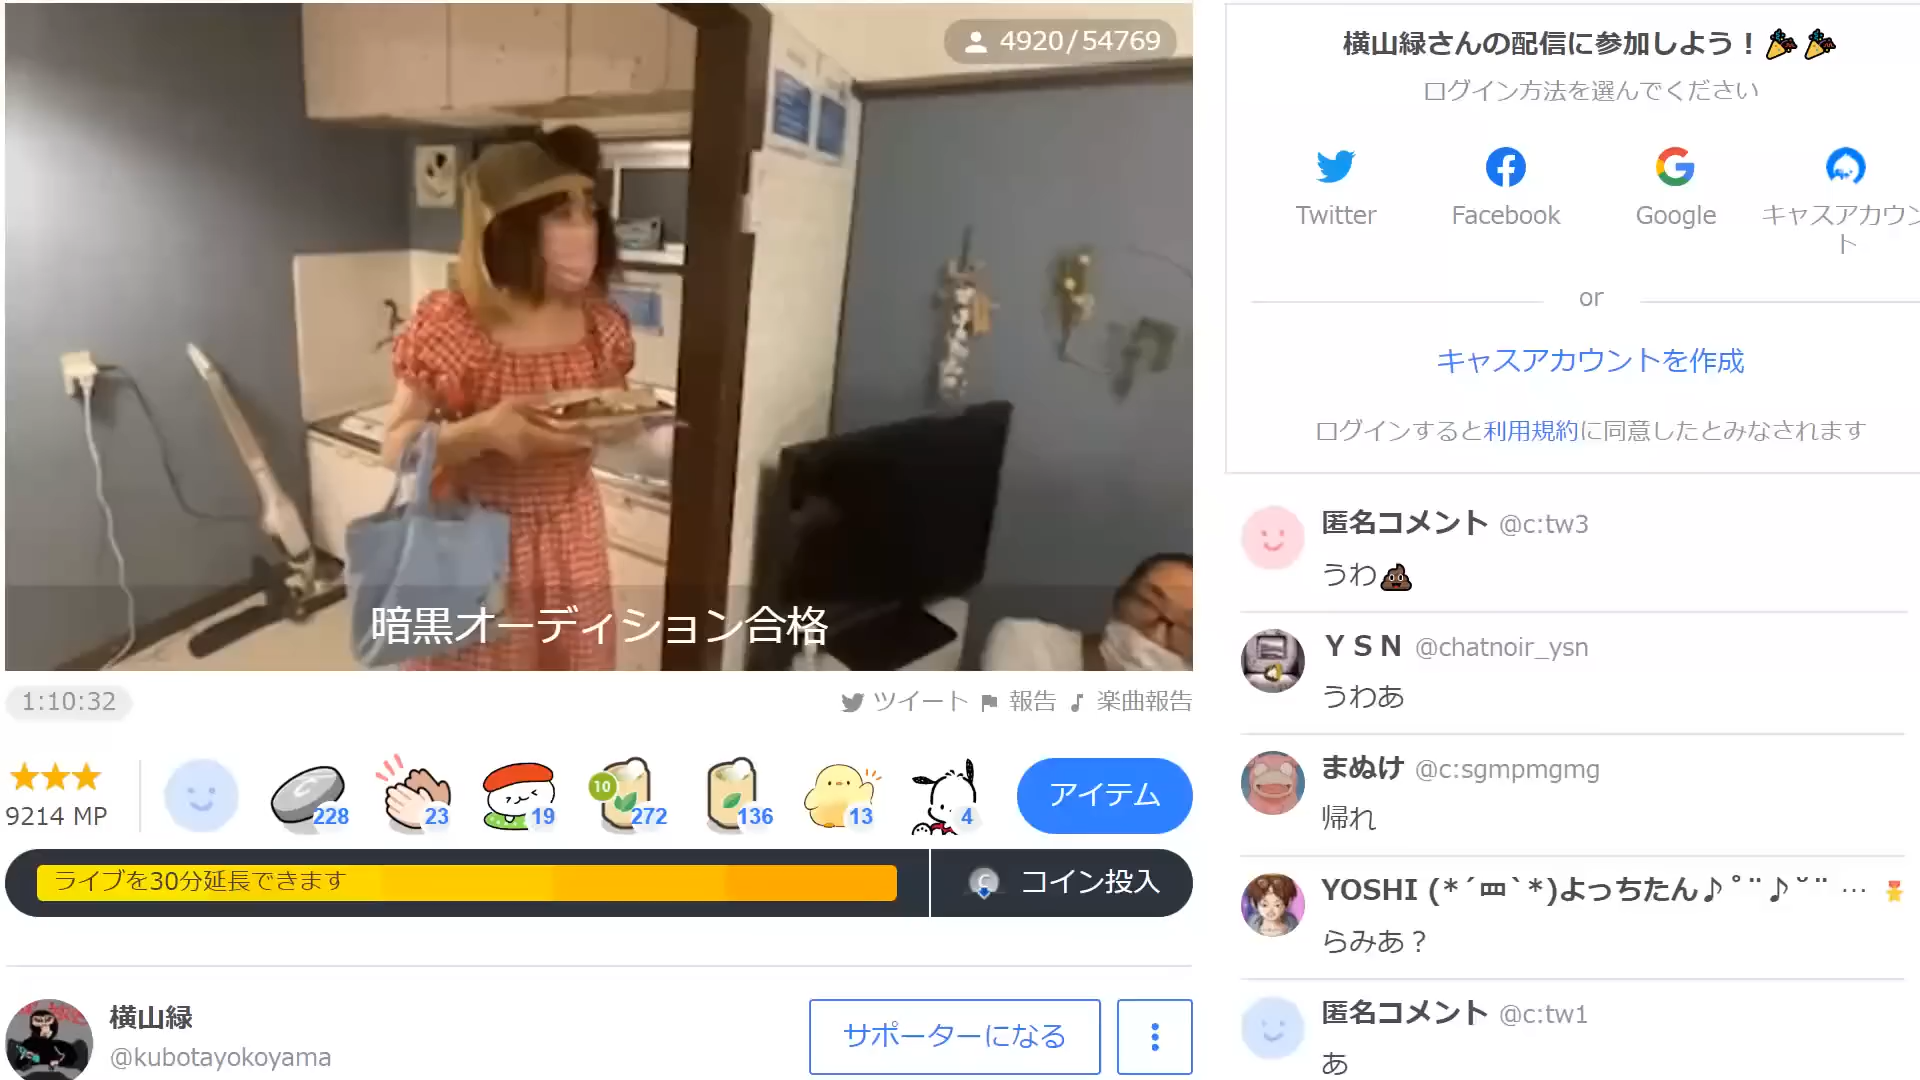 4920/54769
暗黒オーディション合格
1:10:32
ツイート 報告 楽曲報告
9214 MP
228
23
19
10
272
136
13
4
アイテム
ライブを30分延長できます
C コイン投入
横山緑
@kubotayokoyama
サポーターになる
横山緑さんの配信に参加しよう！
ログイン方法を選んでください
Twitter
Facebook
Google
キャスアカウン
ト
or
キャスアカウントを作成
ログインすると利用規約に同意したとみなされます
匿名コメント @c:tw3
うわ💩
Y S N @chatnoir_ysn
うわあ
まぬけ @c:sgmpmgmg
帰れ
YOSHI (*´罒`*)よっちたん♪˚¨♪˘¨ …
らみあ？
匿名コメント @c:tw1
あ